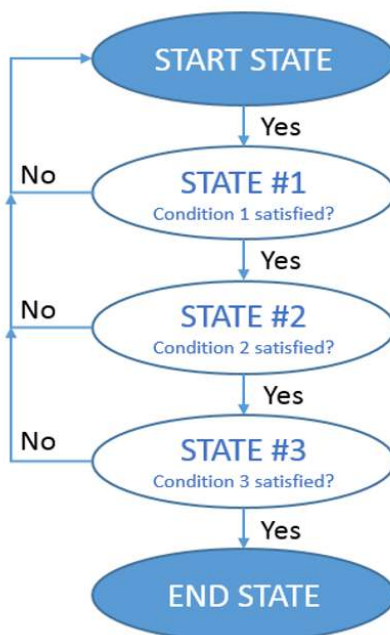 START STATE
Yes
No
STATE #1
Condition 1 satisfied?
Yes
No
STATE #2
Condition 2 satisfied?
Yes
No
STATE #3
Condition 3 satisfied?
Yes
END STATE